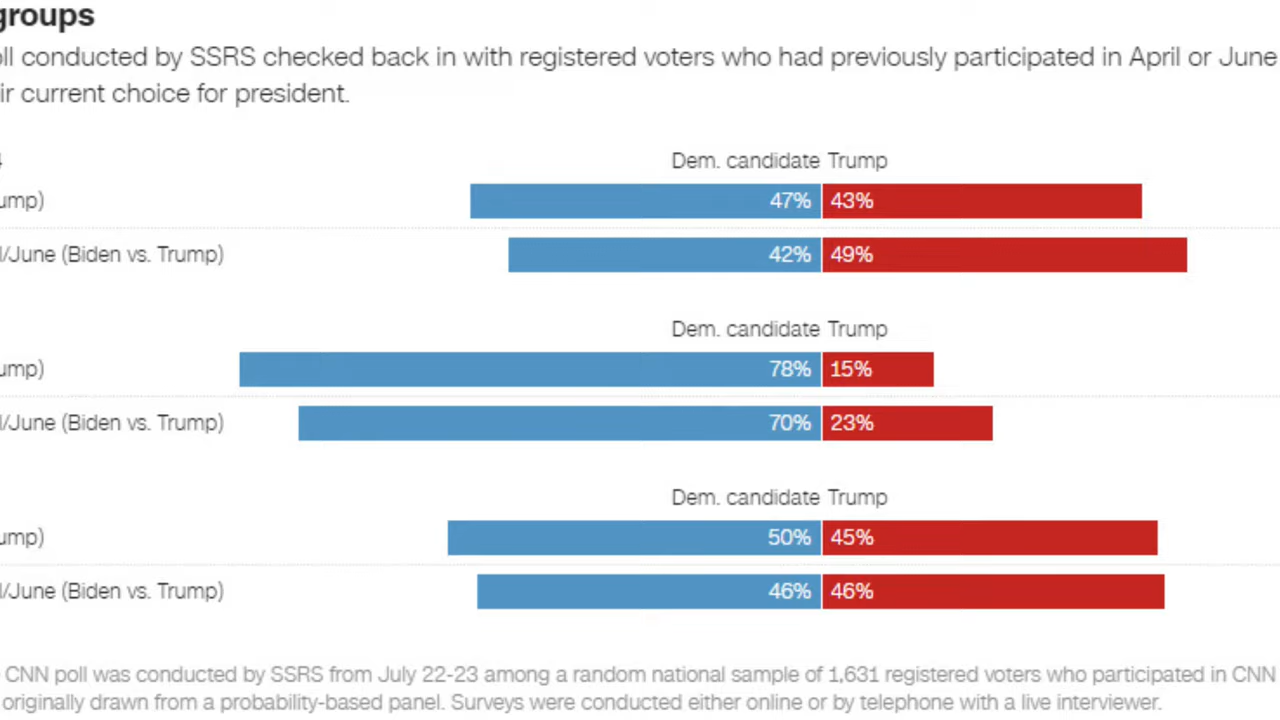 groups
ll conducted by SSRS checked back in with registered voters who had previously participated in April or June
ir current choice for president.
Dem. candidate Trump
ump) 47% 43%
l/June (Biden vs. Trump) 42% 49%
Dem. candidate Trump
ump) 78% 15%
l/June (Biden vs. Trump) 70% 23%
Dem. candidate Trump
ump) 50% 45%
l/June (Biden vs. Trump) 46% 46%
CNN poll was conducted by SSRS from July 22-23 among a random national sample of 1,631 registered voters who participated in CNN
originally drawn from a probability-based panel. Surveys were conducted either online or by telephone with a live interviewer.